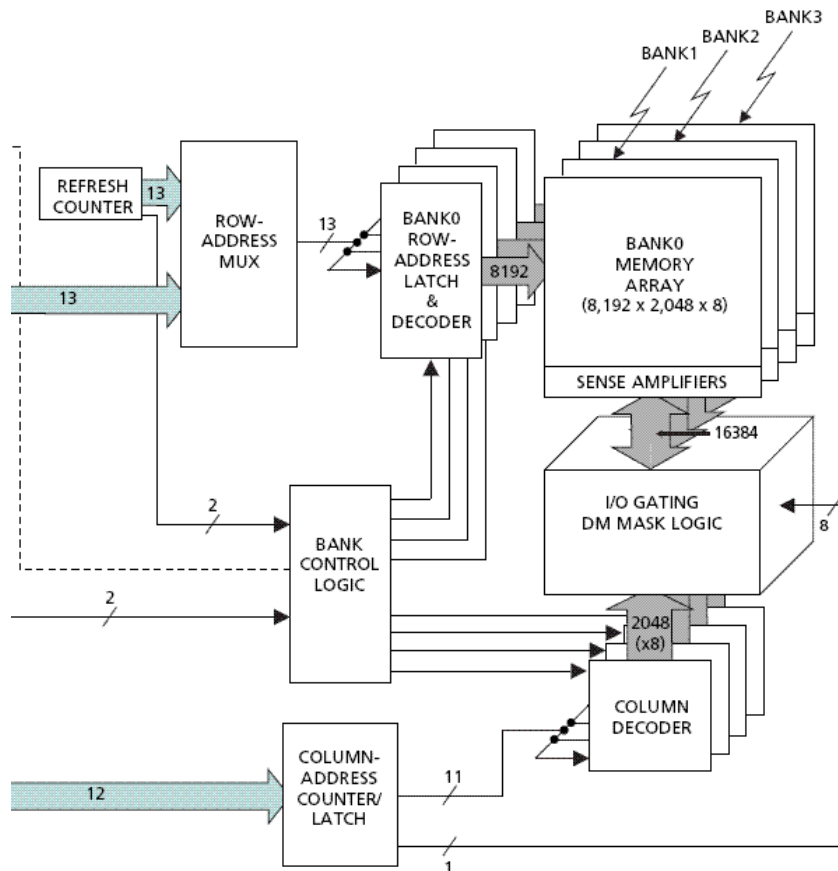 BANK3
BANK2
BANK1
REFRESH
COUNTER
13
ROW-
ADDRESS
MUX
13
BANK0
ROW-
ADDRESS
LATCH
&
DECODER
8192
BANK0
MEMORY
ARRAY
(8,192 x 2,048 x 8)
13
SENSE AMPLIFIERS
16384
I/O GATING
DM MASK LOGIC
8
2
BANK
CONTROL
LOGIC
2
2048
(x8)
COLUMN
DECODER
COLUMN-
ADDRESS
COUNTER/
LATCH
12
11
1